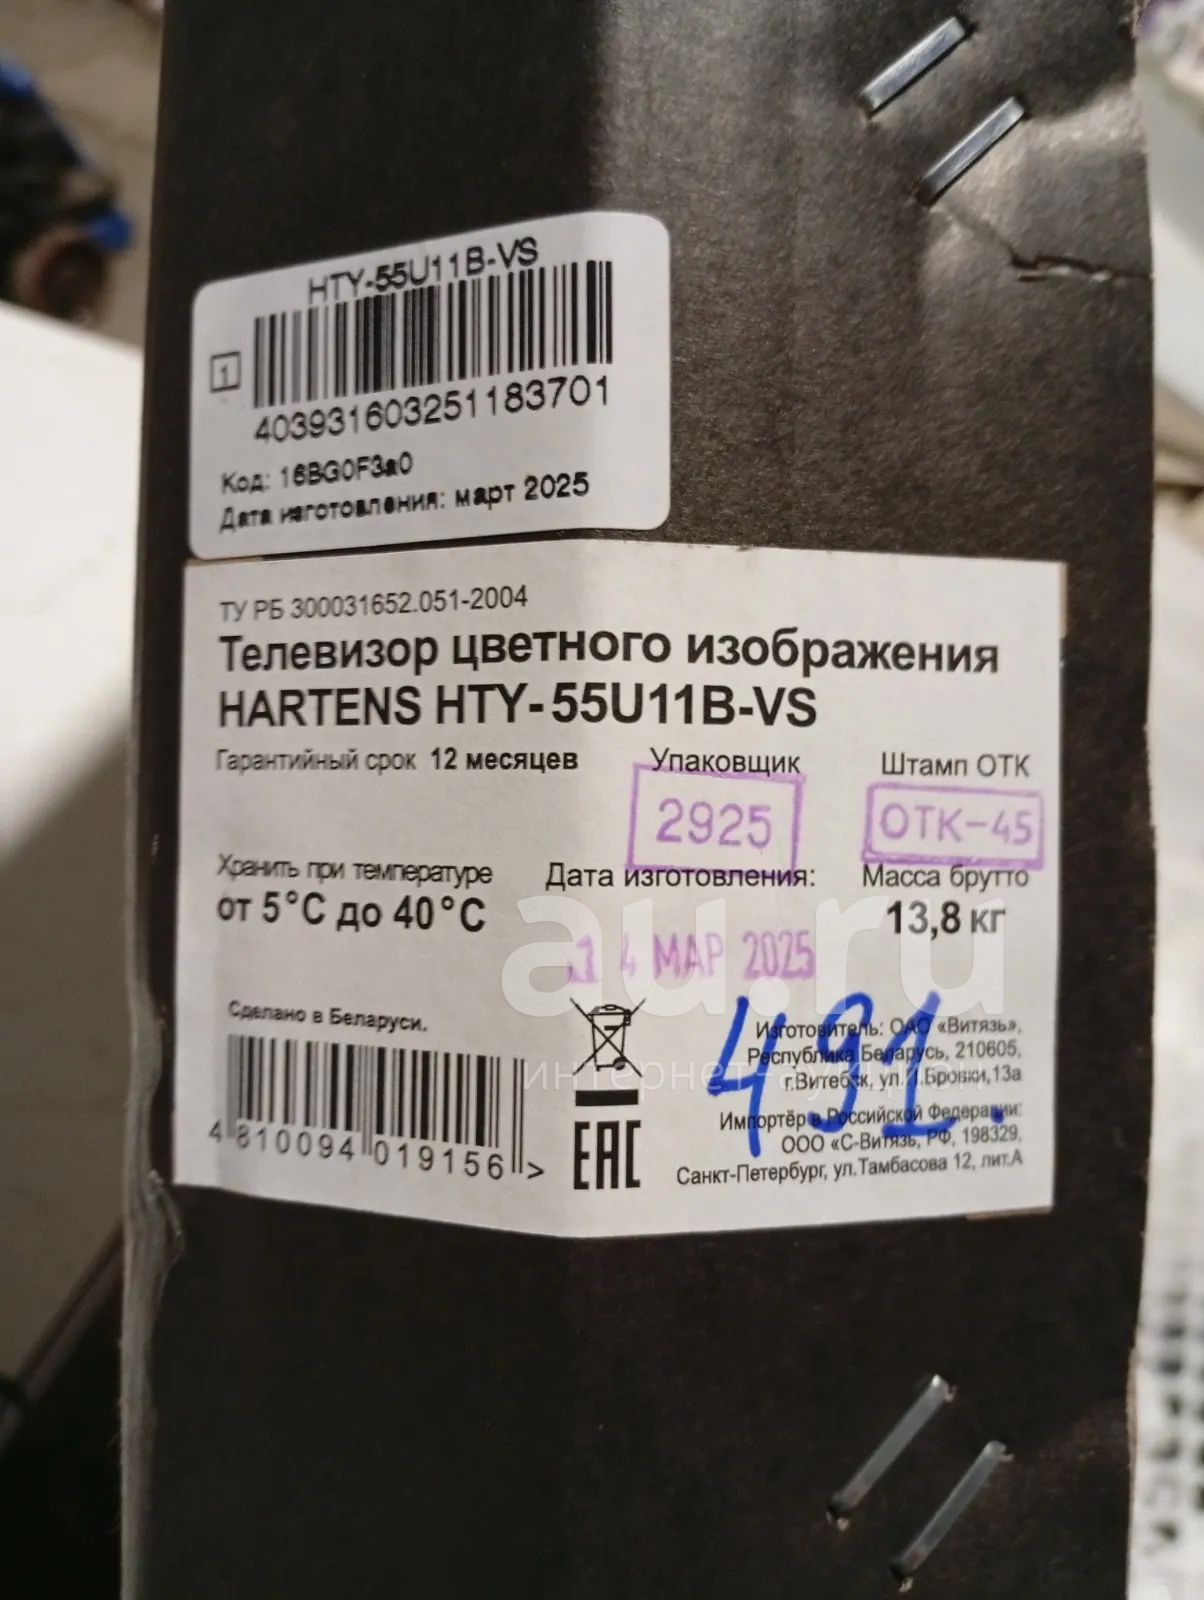 HTY-55U11B-VS
1
403931603251183701
Код: 16BG0F3a0
Дата изготовления: март 2025
ТУ РБ 300031652.051-2004
Телевизор цветного изображения
HARTENS HTY-55U11B-VS
Гарантийный срок 12 месяцев
Упаковщик
Штамп ОТК
2925
ОТК-45
Хранить при температуре
от 5°C до 40°C
Дата изготовления:
14 МАР 2025
Масса брутто
13,8 кг
au.ru
интернет-аукцион
Сделано в Беларуси.
4 810094 019156 >
EAC
Изготовитель: ОАО «Витязь»,
Республика Беларусь, 210605,
г.Витебск, ул.П.Бровки,13а
Импортёр в Российской Федерации:
ООО «С-Витязь, РФ, 198329,
Санкт-Петербург, ул.Тамбасова 12, лит.А
491.